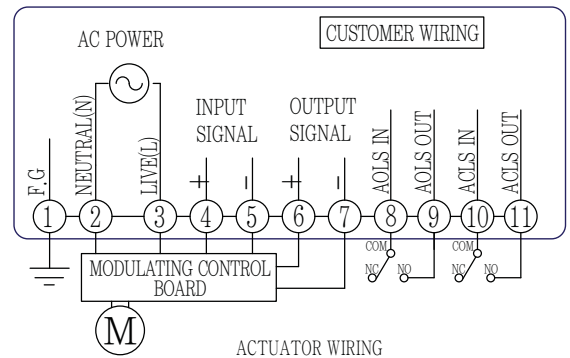 CUSTOMER WIRING
AC POWER
INPUT
SIGNAL
OUTPUT
SIGNAL
F.G
NEUTRAL(N)
LIVE(L)
+
-
+
-
AOLS IN
AOLS OUT
ACLS IN
ACLS OUT
1 2 3 4 5 6 7 8 9 10 11
COM
NC
NO
COM
NC
NO
MODULATING CONTROL
BOARD
M
ACTUATOR WIRING